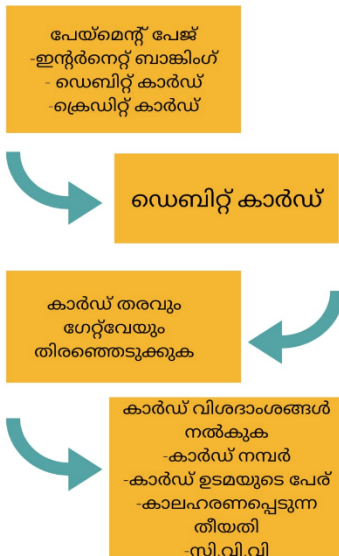 പേയ്മെന്റ് പേജ്
-ഇന്റർനെറ്റ് ബാങ്കിംഗ്
- ഡെബിറ്റ് കാർഡ്
-ക്രെഡിറ്റ് കാർഡ്
ഡെബിറ്റ് കാർഡ്
കാർഡ് തരവും
ഗേറ്റ്‌വേയും
തിരഞ്ഞെടുക്കുക
കാർഡ് വിശദാംശങ്ങൾ
നൽകുക
-കാർഡ് നമ്പർ
-കാർഡ് ഉടമയുടെ പേര്
-കാലഹരണപ്പെടുന്ന
തീയതി
-സി.വി.വി